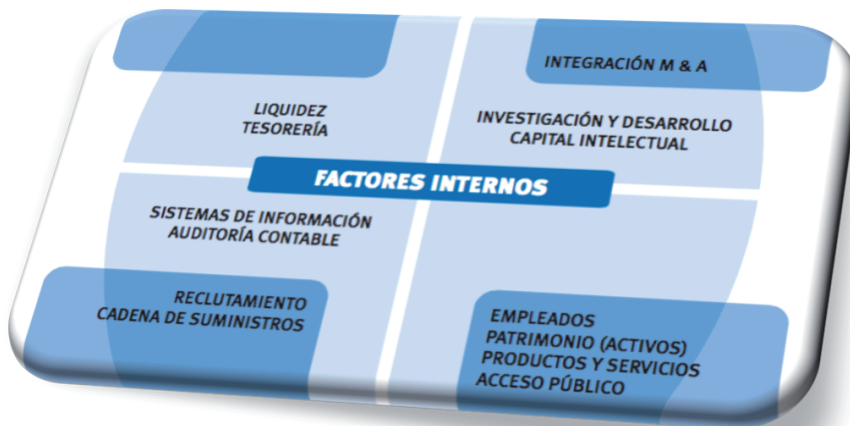 INTEGRACIÓN M & A
LIQUIDEZ
TESORERÍA
INVESTIGACIÓN Y DESARROLLO
CAPITAL INTELECTUAL
FACTORES INTERNOS
SISTEMAS DE INFORMACIÓN
AUDITORÍA CONTABLE
RECLUTAMIENTO
CADENA DE SUMINISTROS
EMPLEADOS
PATRIMONIO (ACTIVOS)
PRODUCTOS Y SERVICIOS
ACCESO PÚBLICO